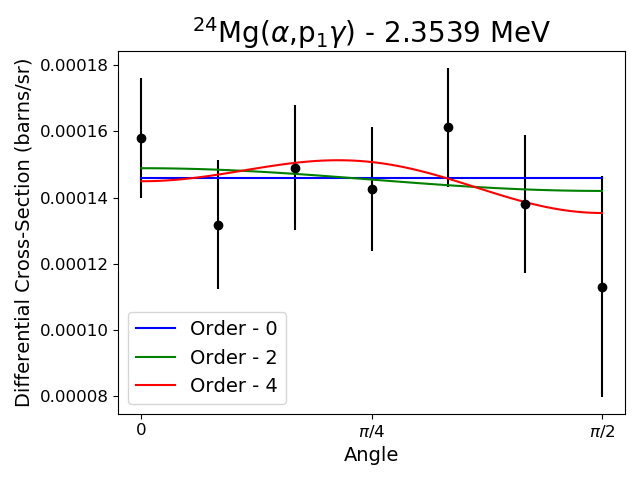 ²⁴Mg(α,p₁γ) - 2.3539 MeV
Differential Cross-Section (barns/sr)
0.00018
0.00016
0.00014
0.00012
0.00010
0.00008
Order - 0
Order - 2
Order - 4
0 π/4 π/2
Angle